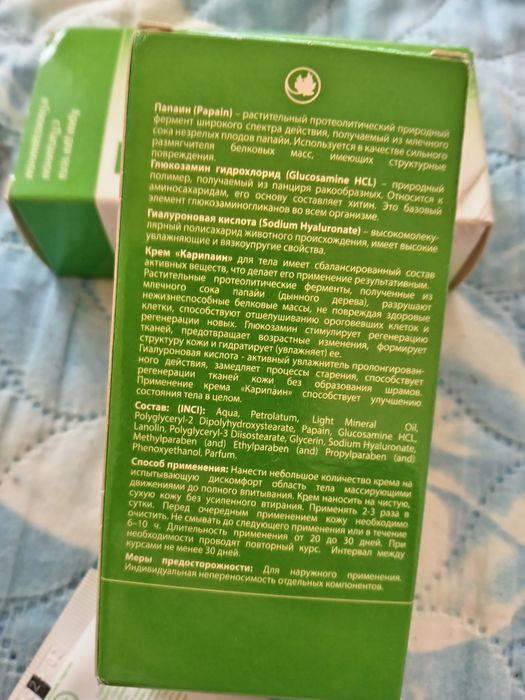 Папаин (Papain) – растительный протеолитический природный
фермент широкого спектра действия, получаемый из млечного
сока незрелых плодов папайи. Используется в качестве сильного
размягчителя белковых масс, имеющих структурные
повреждения.
Глюкозамин гидрохлорид (Glucosamine HCL) – природный
полимер, получаемый из панциря ракообразных. Относится к
аминосахаридам, его основу составляет хитин. Это базовый
элемент глюкозаминогликанов во всем организме.
Гиалуроновая кислота (Sodium Hyaluronate) – высокомолеку-
лярный полисахарид животного происхождения, имеет высокие
увлажняющие и вязкоупругие свойства.
Крем «Карипаин» для тела имеет сбалансированный состав
активных веществ, что делает его применение результативным.
Растительные протеолитические ферменты, полученные из
млечного сока папайи (дынного дерева), разрушают
нежизнеспособные белковые массы, не повреждая здоровые
клетки, способствуют отшелушиванию ороговевших клеток и
регенерации новых. Глюкозамин стимулирует регенерацию
тканей, предотвращает возрастные изменения, формирует
структуру кожи и гидратирует (увлажняет) ее.
Гиалуроновая кислота - активный увлажнитель пролонгирован-
ного действия, замедляет процессы старения, способствует
регенерации тканей кожи без образования шрамов.
Применение крема «Карипаин» способствует улучшению
состояния тела в целом.
Состав: (INCI): Aqua, Petrolatum, Light Mineral Oil,
Polyglyceryl-2 Dipolyhydroxystearate, Papain, Glucosamine HCL,
Lanolin, Polyglyceryl-3 Diisostearate, Glycerin, Sodium Hyaluronate,
Methylparaben (and) Ethylparaben (and) Propylparaben (and)
Phenoxyethanol, Parfum.
Способ применения: Нанести небольшое количество крема на
испытывающую дискомфорт область тела массирующими
движениями до полного впитывания. Крем наносить на чистую,
сухую кожу без усиленного втирания. Применять 2-3 раза в
сутки. Перед очередным применением кожу необходимо
очистить. Не смывать до следующего применения или в течение
6–10 ч. Длительность применения от 20 до 30 дней. При
необходимости проводят повторный курс. Интервал между
курсами не менее 30 дней.
Меры предосторожности: Для наружного применения.
Индивидуальная непереносимость отдельных компонентов.
Крем для тела